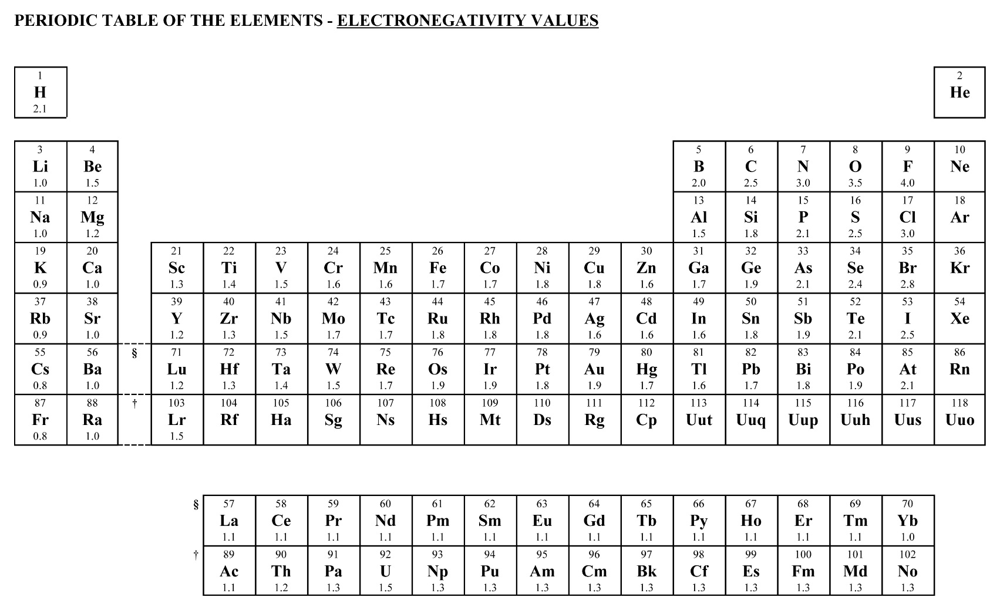 PERIODIC TABLE OF THE ELEMENTS - ELECTRONEGATIVITY VALUES
1 2
H He
2.1
3 4 5 6 7 8 9 10
Li Be B C N O F Ne
1.0 1.5 2.0 2.5 3.0 3.5 4.0
11 12 13 14 15 16 17 18
Na Mg Al Si P S Cl Ar
1.0 1.2 1.5 1.8 2.1 2.5 3.0
19 20 21 22 23 24 25 26 27 28 29 30 31 32 33 34 35 36
K Ca Sc Ti V Cr Mn Fe Co Ni Cu Zn Ga Ge As Se Br Kr
0.9 1.0 1.3 1.4 1.5 1.6 1.6 1.7 1.7 1.8 1.8 1.6 1.7 1.9 2.1 2.4 2.8
37 38 39 40 41 42 43 44 45 46 47 48 49 50 51 52 53 54
Rb Sr Y Zr Nb Mo Tc Ru Rh Pd Ag Cd In Sn Sb Te I Xe
0.9 1.0 1.2 1.3 1.5 1.7 1.7 1.8 1.8 1.8 1.6 1.6 1.6 1.8 1.9 2.1 2.5
55 56 § 71 72 73 74 75 76 77 78 79 80 81 82 83 84 85 86
Cs Ba Lu Hf Ta W Re Os Ir Pt Au Hg Tl Pb Bi Po At Rn
0.8 1.0 1.2 1.3 1.4 1.5 1.7 1.9 1.9 1.8 1.9 1.7 1.6 1.7 1.8 1.9 2.1
87 88 † 103 104 105 106 107 108 109 110 111 112 113 114 115 116 117 118
Fr Ra Lr Rf Ha Sg Ns Hs Mt Ds Rg Cp Uut Uuq Uup Uuh Uus Uuo
0.8 1.0 1.5
§ 57 58 59 60 61 62 63 64 65 66 67 68 69 70
La Ce Pr Nd Pm Sm Eu Gd Tb Py Ho Er Tm Yb
1.1 1.1 1.1 1.1 1.1 1.1 1.1 1.1 1.1 1.1 1.1 1.1 1.1 1.0
† 89 90 91 92 93 94 95 96 97 98 99 100 101 102
Ac Th Pa U Np Pu Am Cm Bk Cf Es Fm Md No
1.1 1.2 1.3 1.5 1.3 1.3 1.3 1.3 1.3 1.3 1.3 1.3 1.3 1.3